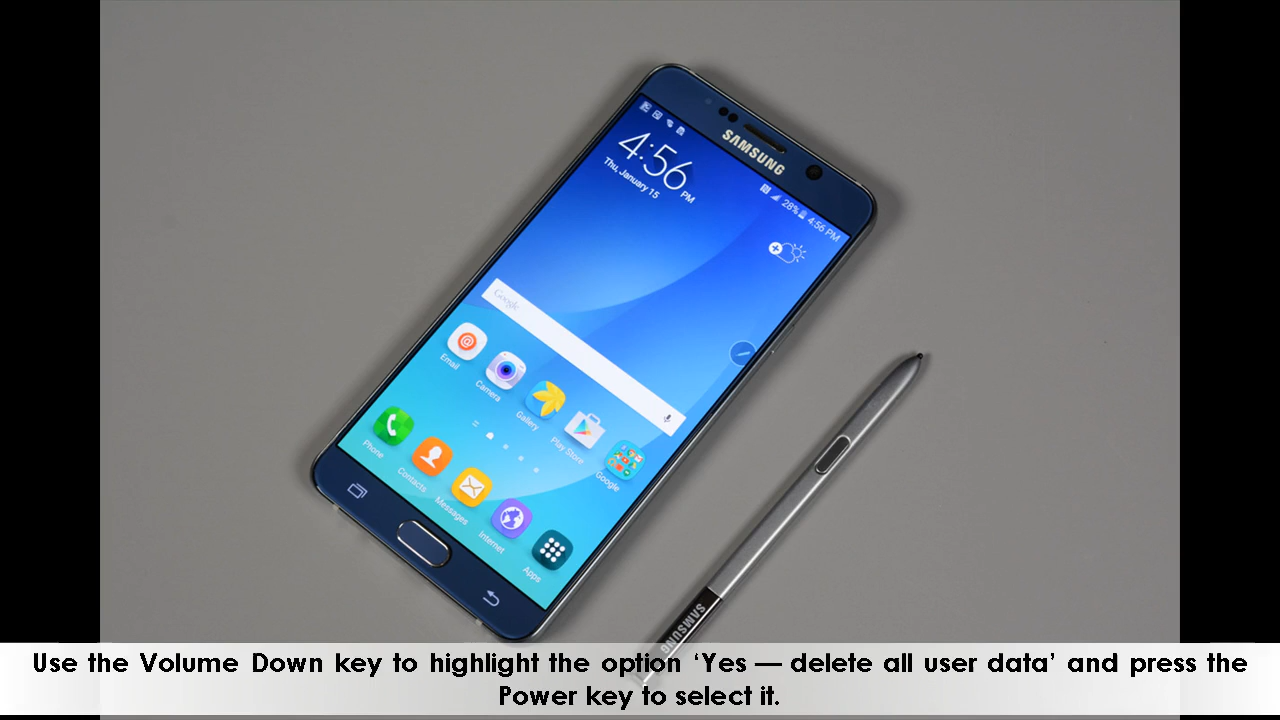 SAMSUNG
28% 4:56 PM
4:56 PM
Thu, January 15
Google
Email
Camera
Gallery
Play Store
Google
Phone
Contacts
Messages
Internet
Apps
SAMSUNG
Use the Volume Down key to highlight the option ‘Yes — delete all user data’ and press the
Power key to select it.